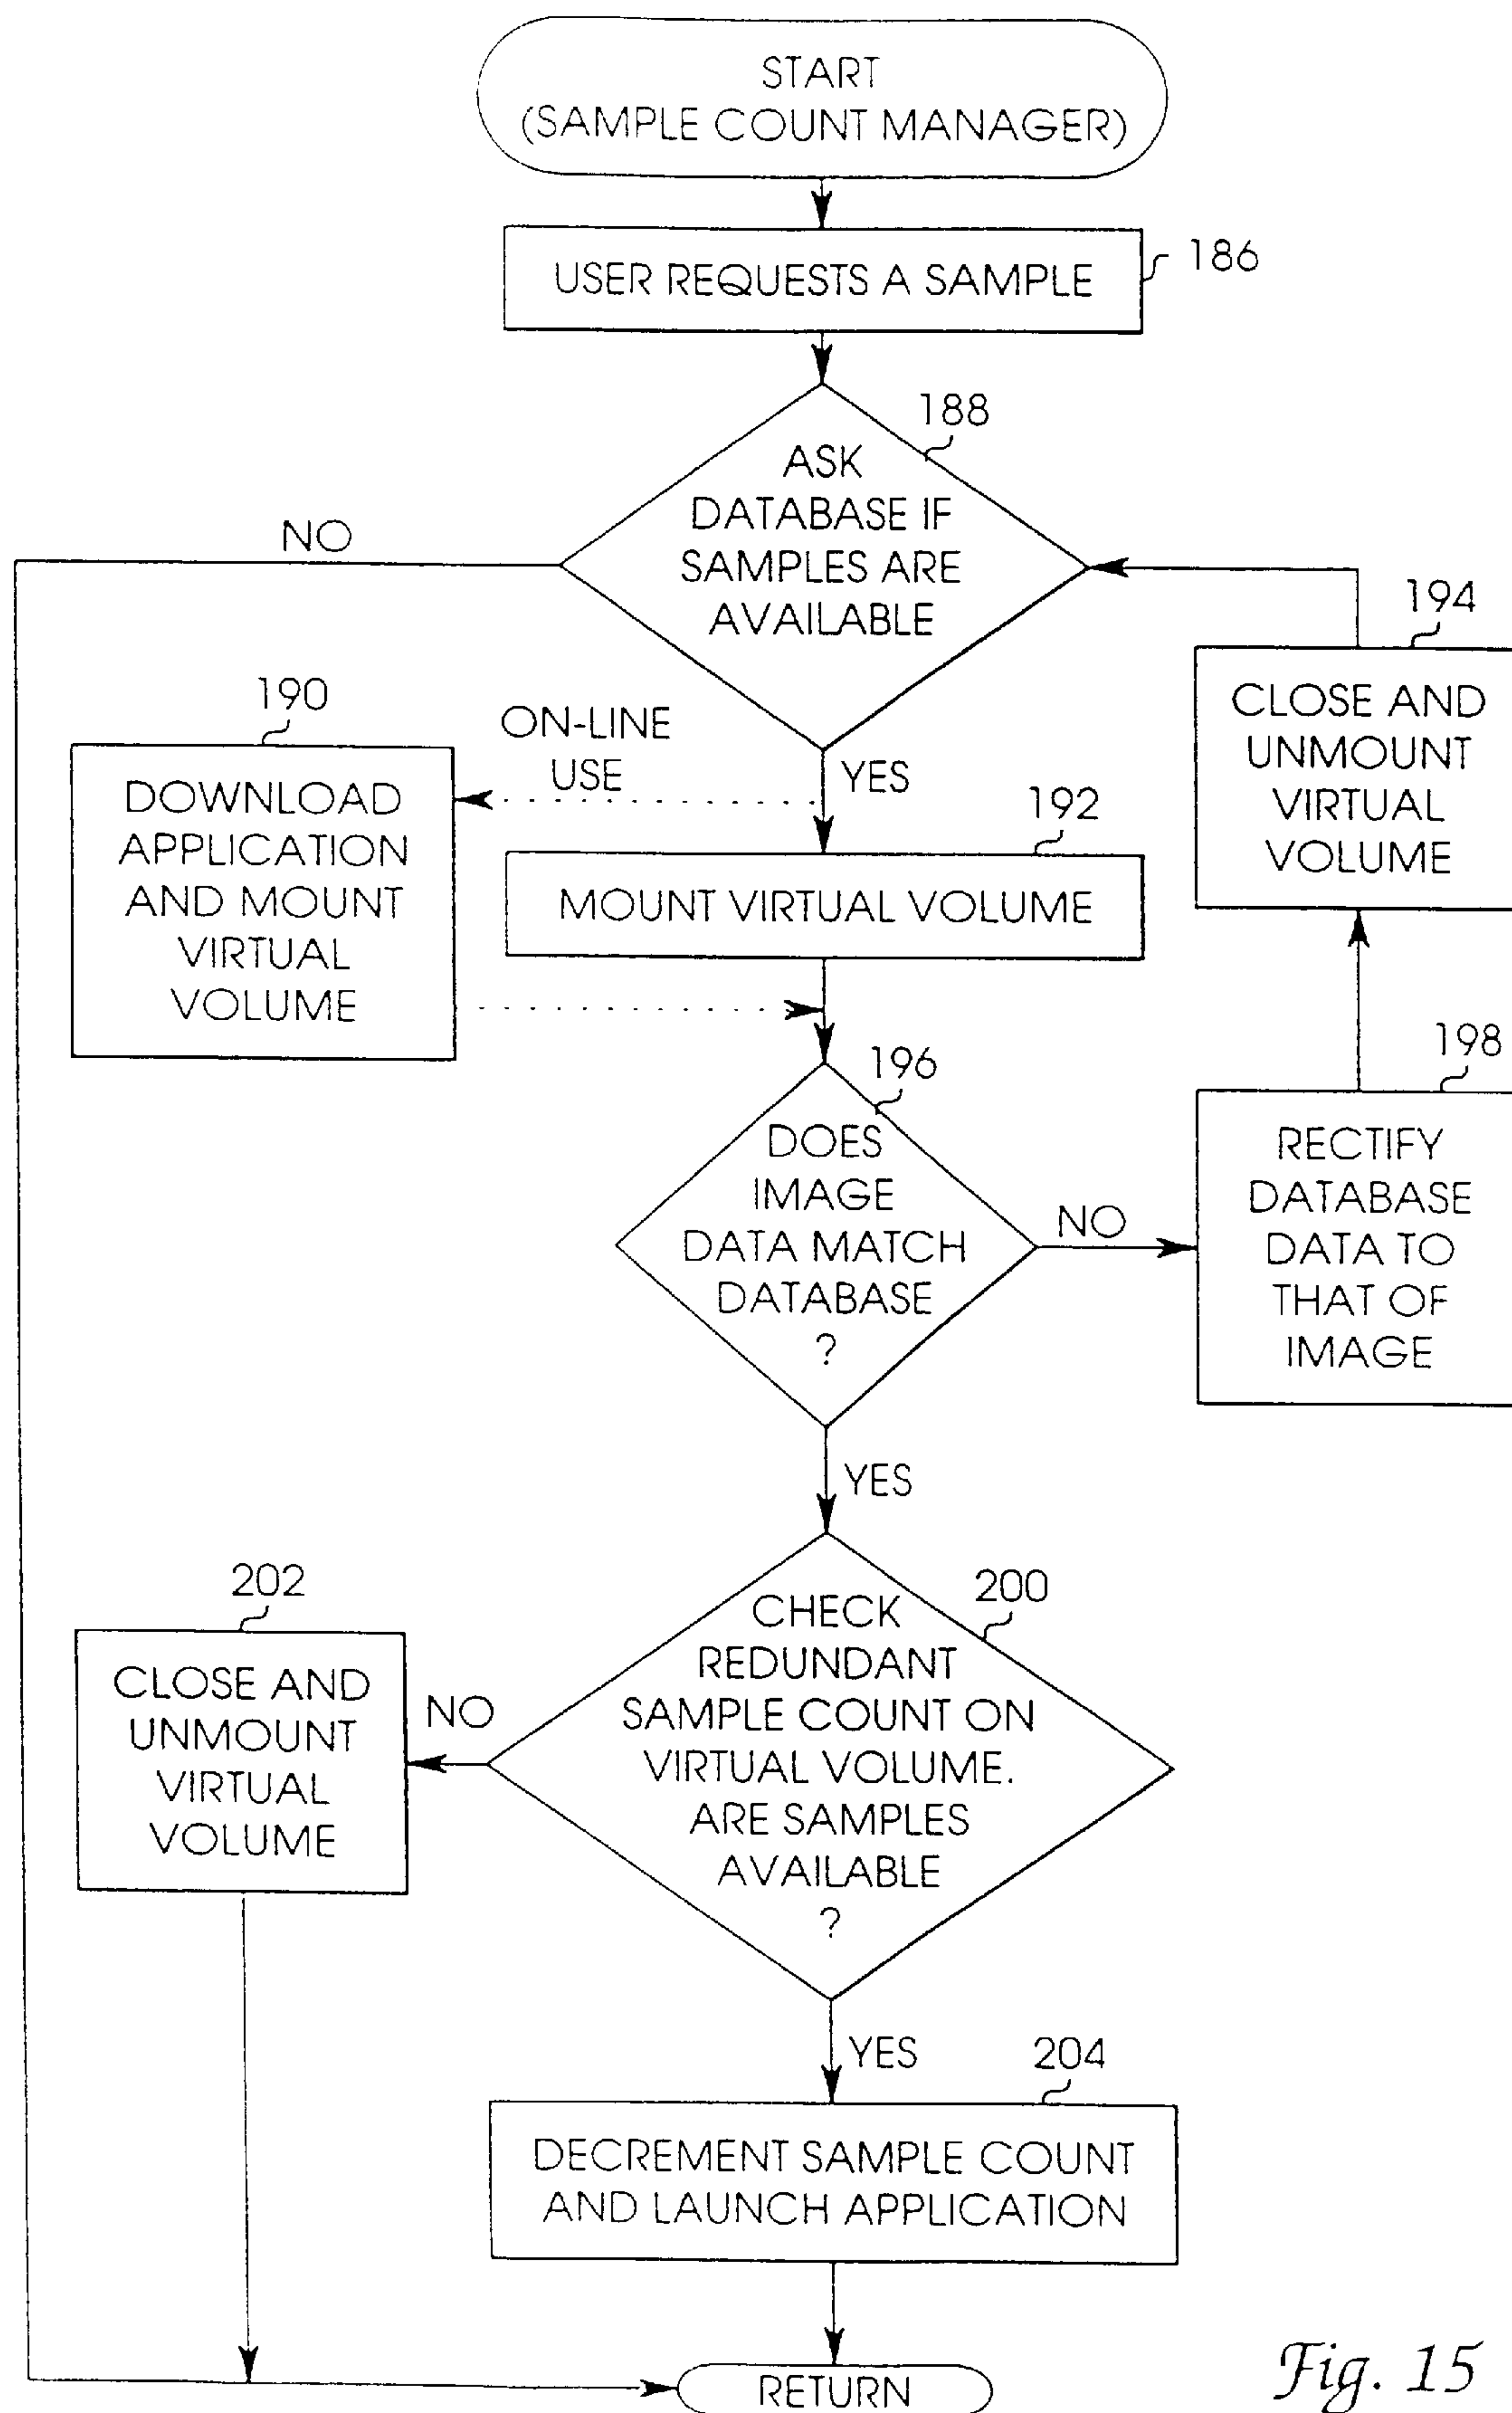 START
(SAMPLE COUNT MANAGER)
USER REQUESTS A SAMPLE
186
188
ASK
DATABASE IF
SAMPLES ARE
AVAILABLE
NO
194
CLOSE AND
UNMOUNT
VIRTUAL
VOLUME
190
ON-LINE
USE
YES
DOWNLOAD
APPLICATION
AND MOUNT
VIRTUAL
VOLUME
192
MOUNT VIRTUAL VOLUME
196
DOES
IMAGE
DATA MATCH
DATABASE
?
NO
198
RECTIFY
DATABASE
DATA TO
THAT OF
IMAGE
YES
202
CLOSE AND
UNMOUNT
VIRTUAL
VOLUME
NO
200
CHECK
REDUNDANT
SAMPLE COUNT ON
VIRTUAL VOLUME.
ARE SAMPLES
AVAILABLE
?
YES
204
DECREMENT SAMPLE COUNT
AND LAUNCH APPLICATION
RETURN
Fig. 15